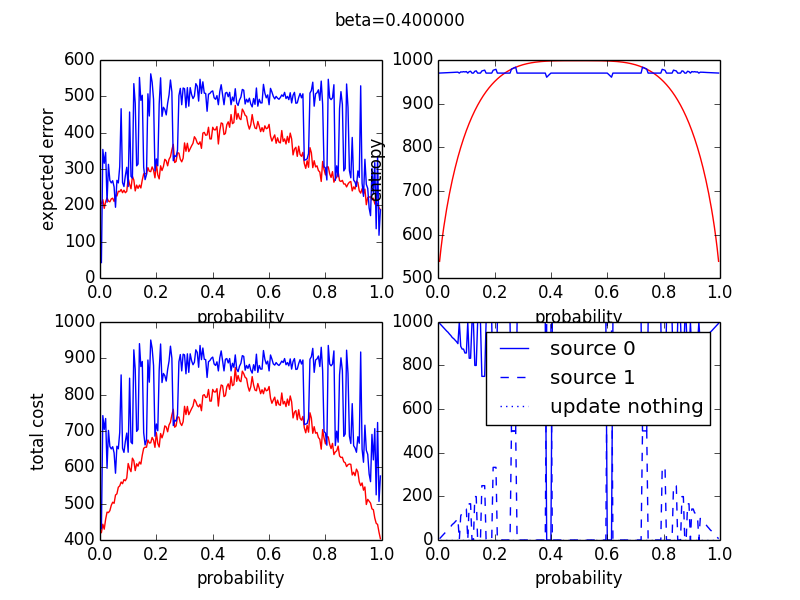 beta=0.400000
600
500
400
300
200
100
0
expected error
0.0 0.2 0.4 0.6 0.8 1.0
probability
1000
900
800
700
600
500
entropy
0.0 0.2 0.4 0.6 0.8 1.0
probability
1000
900
800
700
600
500
400
total cost
0.0 0.2 0.4 0.6 0.8 1.0
probability
1000
800
600
400
200
0
source 0
source 1
update nothing
0.0 0.2 0.4 0.6 0.8 1.0
probability